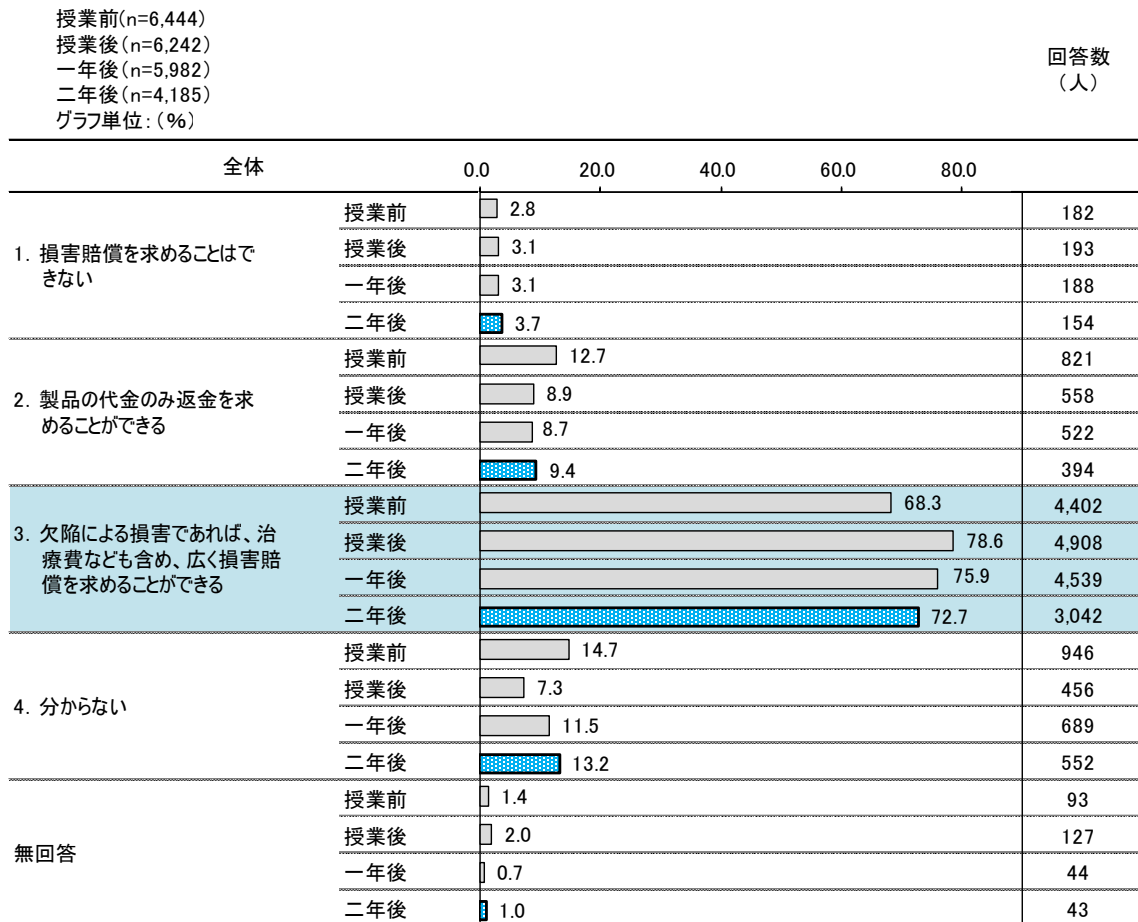 授業前(n=6,444)
授業後(n=6,242)
一年後(n=5,982)
二年後(n=4,185)
グラフ単位:(%)
回答数
(人)
全体 0.0 20.0 40.0 60.0 80.0
1. 損害賠償を求めることはで
きない
授業前 2.8 182
授業後 3.1 193
一年後 3.1 188
二年後 3.7 154
2. 製品の代金のみ返金を求
めることができる
授業前 12.7 821
授業後 8.9 558
一年後 8.7 522
二年後 9.4 394
3. 欠陥による損害であれば、治
療費なども含め、広く損害賠
償を求めることができる
授業前 68.3 4,402
授業後 78.6 4,908
一年後 75.9 4,539
二年後 72.7 3,042
4. 分からない
授業前 14.7 946
授業後 7.3 456
一年後 11.5 689
二年後 13.2 552
無回答
授業前 1.4 93
授業後 2.0 127
一年後 0.7 44
二年後 1.0 43